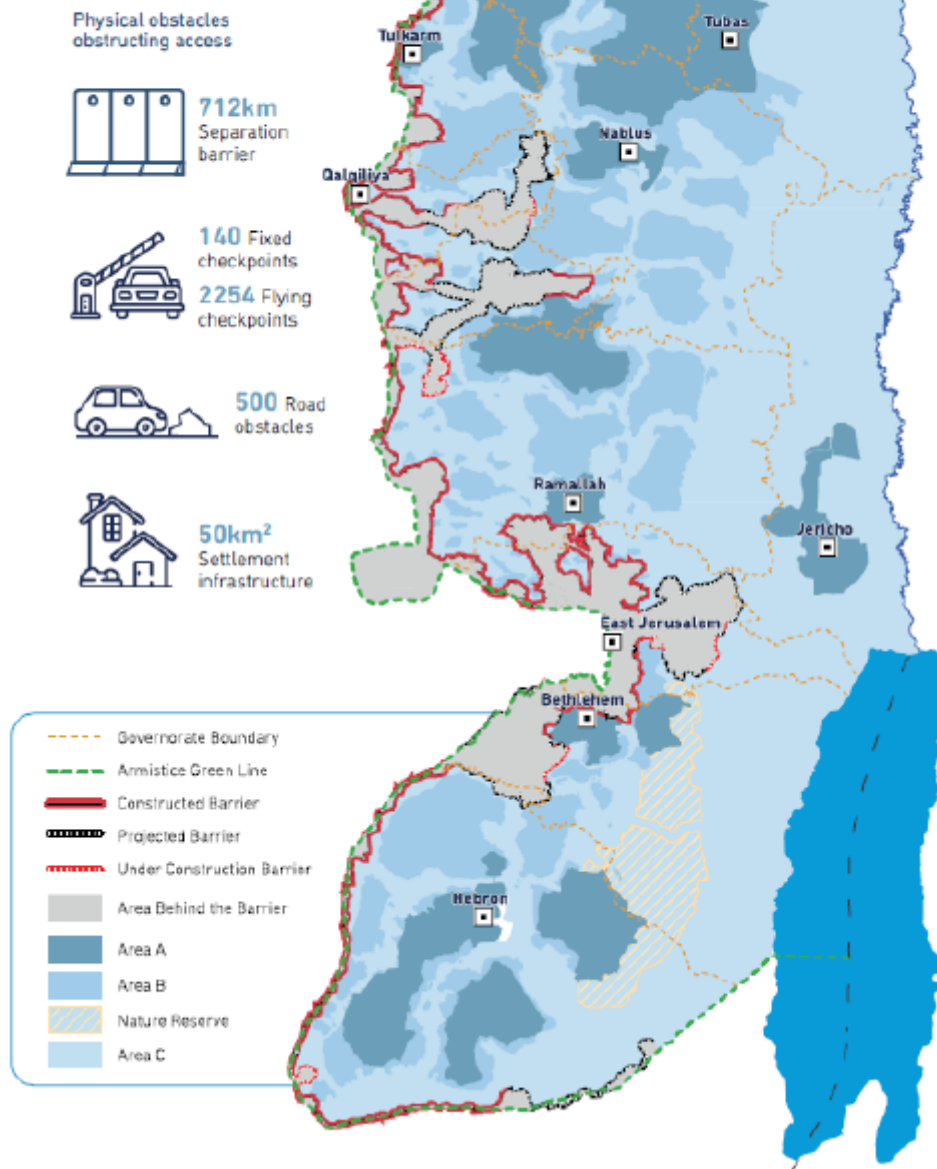 Physical obstacles
obstructing access
712km
Separation
barrier
140 Fixed
checkpoints
2254 Flying
checkpoints
500 Road
obstacles
50km²
Settlement
infrastructure
Tubas
Tulkarm
Nablus
Qalqiliya
Ramallah
Jericho
East Jerusalem
Bethlehem
Hebron
Governorate Boundary
Armistice Green Line
Constructed Barrier
Projected Barrier
Under Construction Barrier
Area Behind the Barrier
Area A
Area B
Nature Reserve
Area C